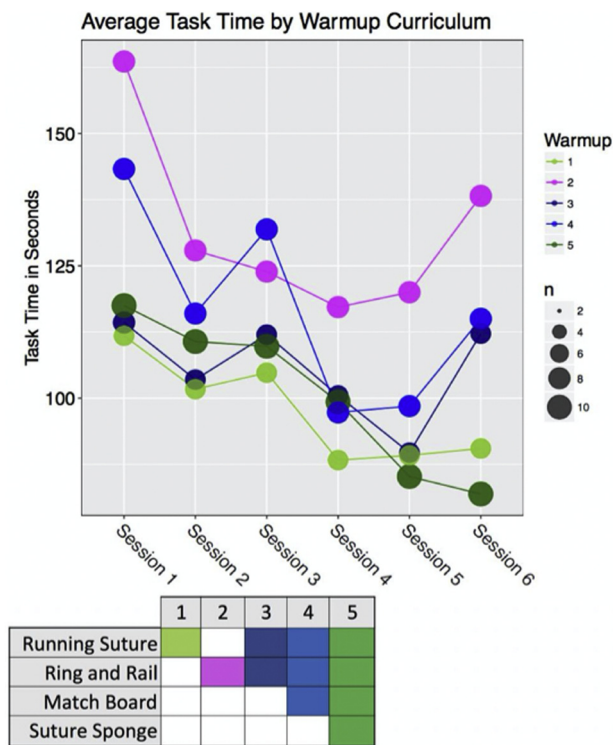 Average Task Time by Warmup Curriculum
Task Time in Seconds
150
125
100
Session 1
Session 2
Session 3
Session 4
Session 5
Session 6
Warmup
1
2
3
4
5
n
2
4
6
8
10
1 2 3 4 5
Running Suture
Ring and Rail
Match Board
Suture Sponge